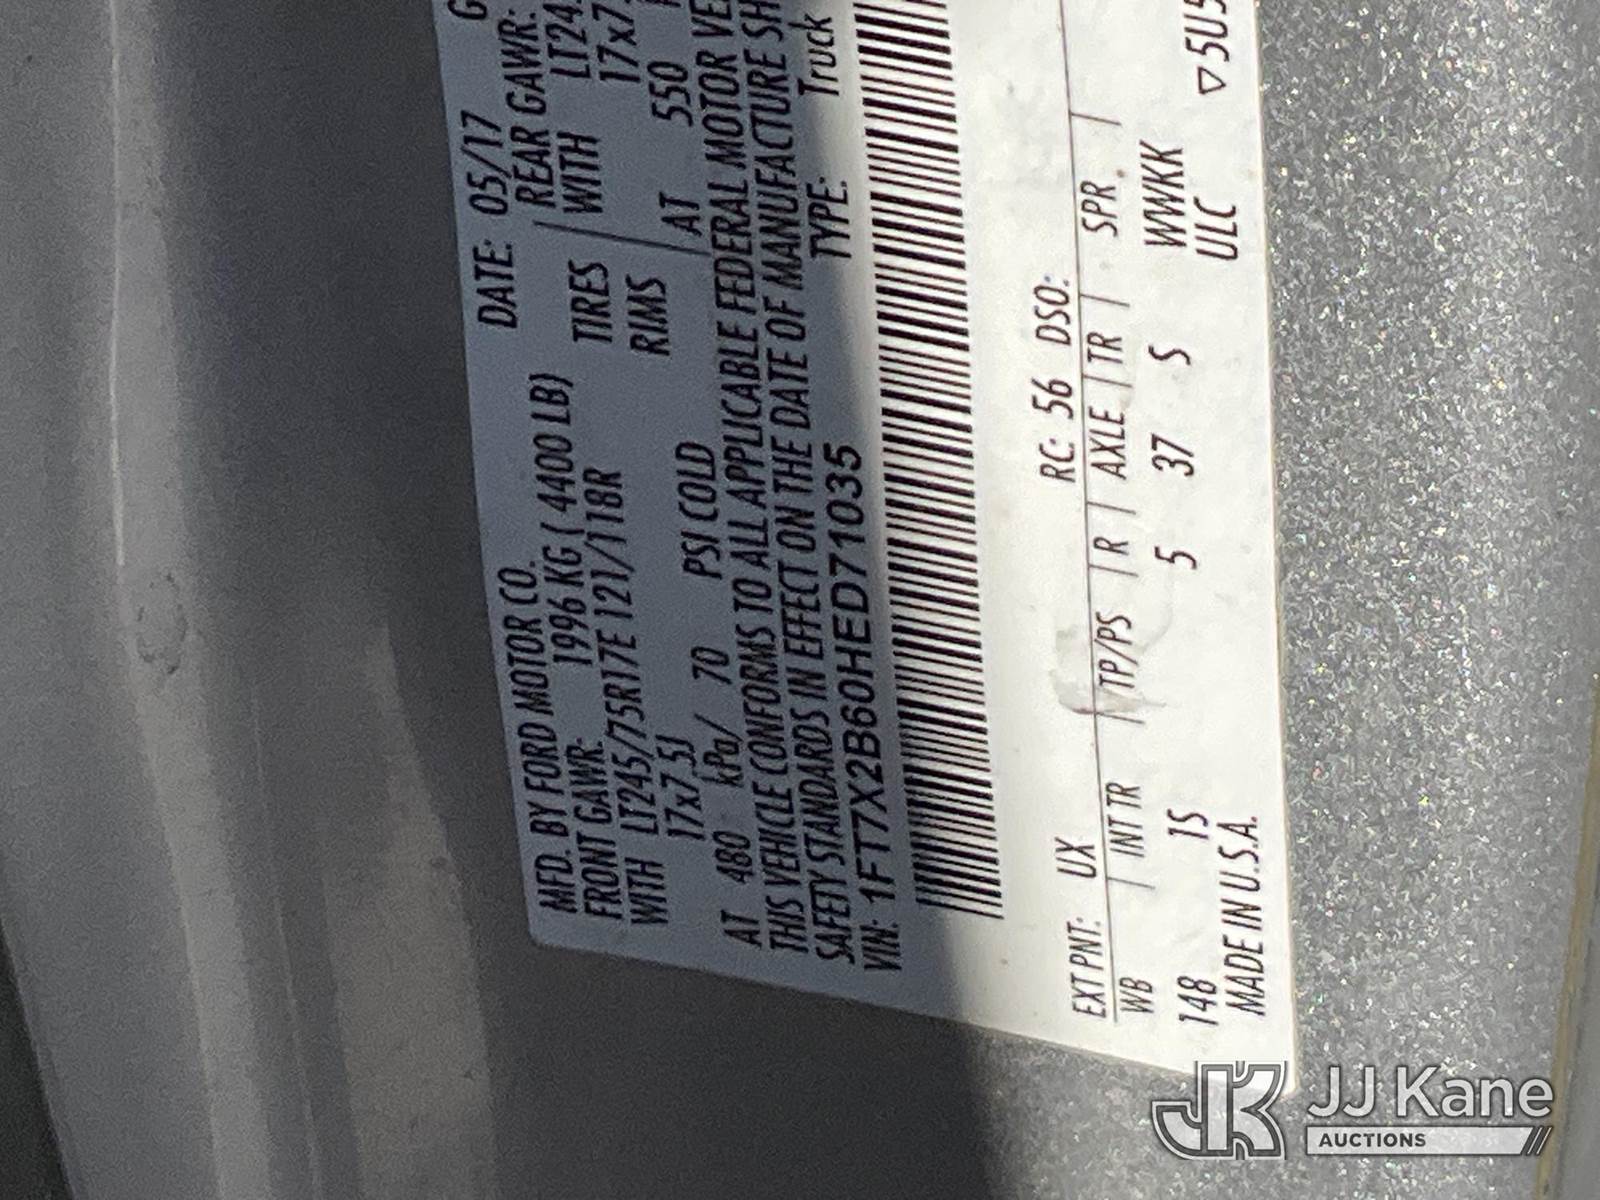 MFD. BY FORD MOTOR CO.
DATE: 05/17
FRONT GAWR: 1996 KG ( 4400 LB)
REAR GAWR:
WITH LT245/75R17E 121/118R TIRES WITH
17x7.5J RIMS
AT 480 kPa/ 70 PSI COLD AT 550
THIS VEHICLE CONFORMS TO ALL APPLICABLE FEDERAL MOTOR
SAFETY STANDARDS IN EFFECT ON THE DATE OF MANUFACTURE
VIN: 1FT7X2B60HED71035 TYPE: Truck
EXT PNT: UX RC: 56 DSO:
WB | INT TR | TP/PS | R | AXLE | TR | SPR |
148 1S 5 37 S WWKK
MADE IN U.S.A. ULC
JK JJ Kane
AUCTIONS